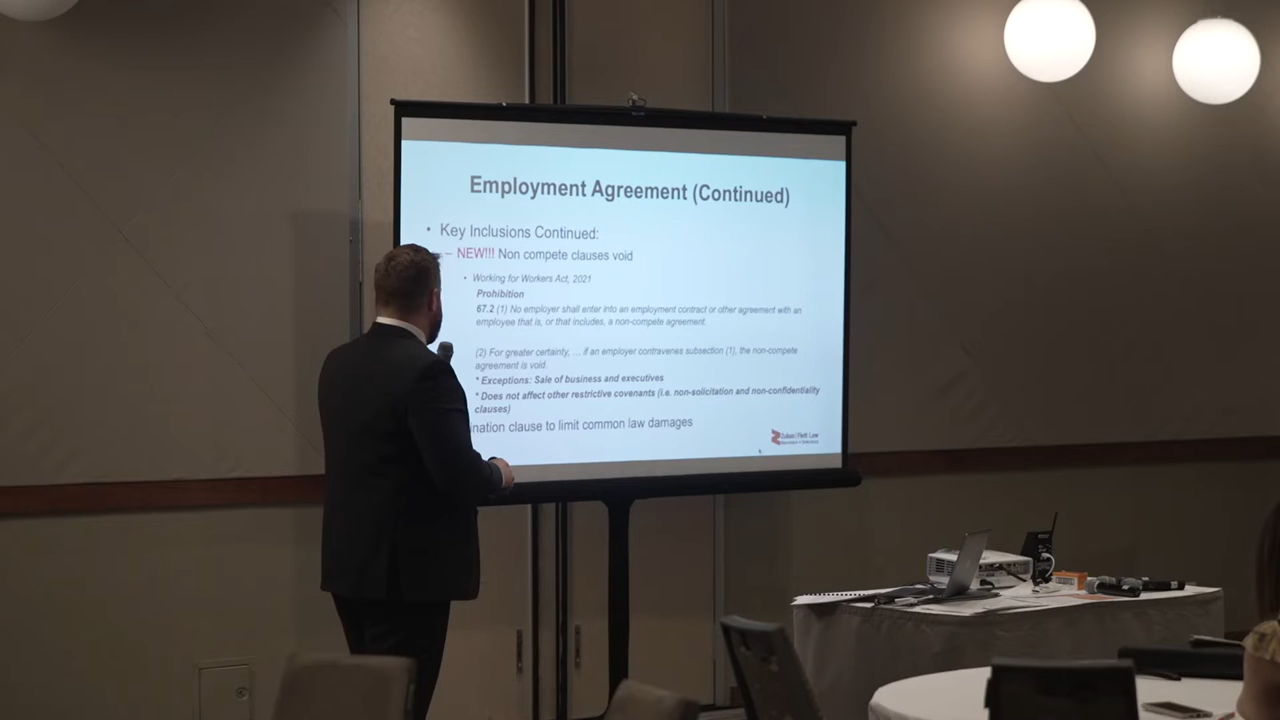 Employment Agreement (Continued)
• Key Inclusions Continued:
– NEW!!! Non compete clauses void
• Working for Workers Act, 2021
Prohibition
67.2 (1) No employer shall enter into an employment contract or other agreement with an
employee that is, or that includes, a non-compete agreement.
(2) For greater certainty, … if an employer contravenes subsection (1), the non-compete
agreement is void.
* Exceptions: Sale of business and executives
* Does not affect other restrictive covenants (i.e. non-solicitation and non-confidentiality
clauses)
ination clause to limit common law damages
Law